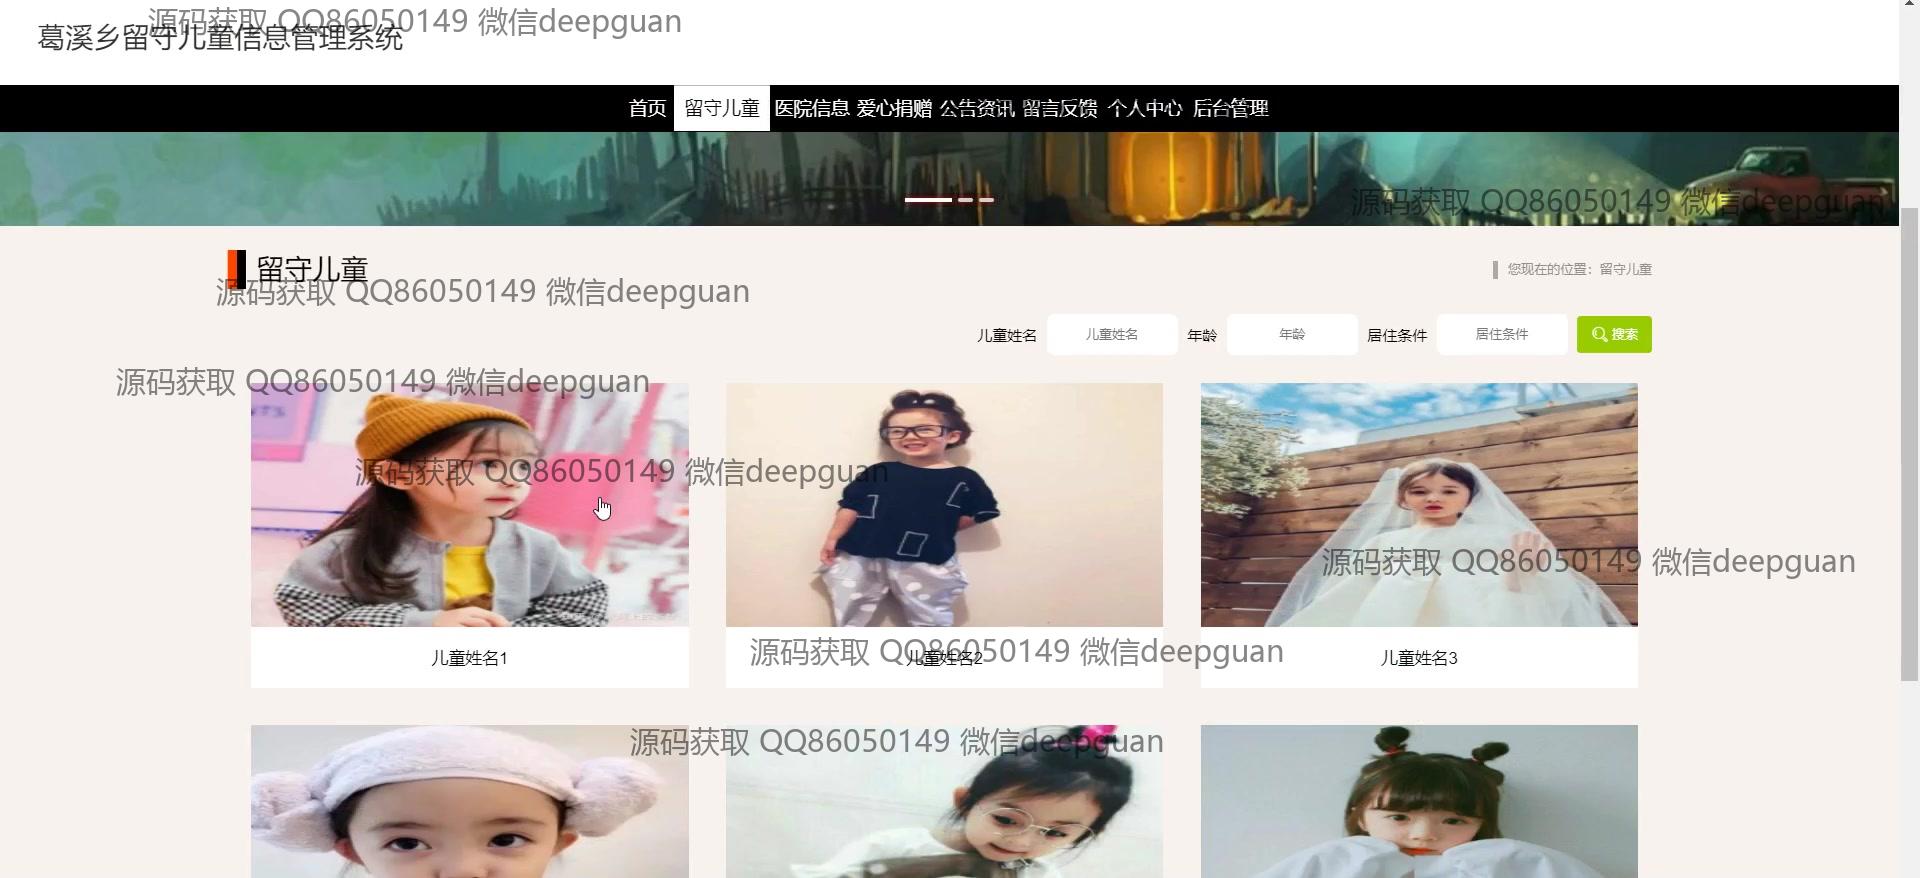 源码获取 QQ86050149 微信deepguan
葛溪乡留守儿童信息管理系统
首页 留守儿童 医院信息 爱心捐赠 公告资讯 留言反馈 个人中心 后台管理
源码获取 QQ86050149 微信deepguan
留守儿童
您现在的位置：留守儿童
源码获取 QQ86050149 微信deepguan
儿童姓名 儿童姓名 年龄 年龄 居住条件 居住条件 搜索
源码获取 QQ86050149 微信deepguan
源码获取 QQ86050149 微信deepguan
源码获取 QQ86050149 微信deepguan
儿童姓名1
儿童姓名2
儿童姓名3
源码获取 QQ86050149 微信deepguan
源码获取 QQ86050149 微信deepguan